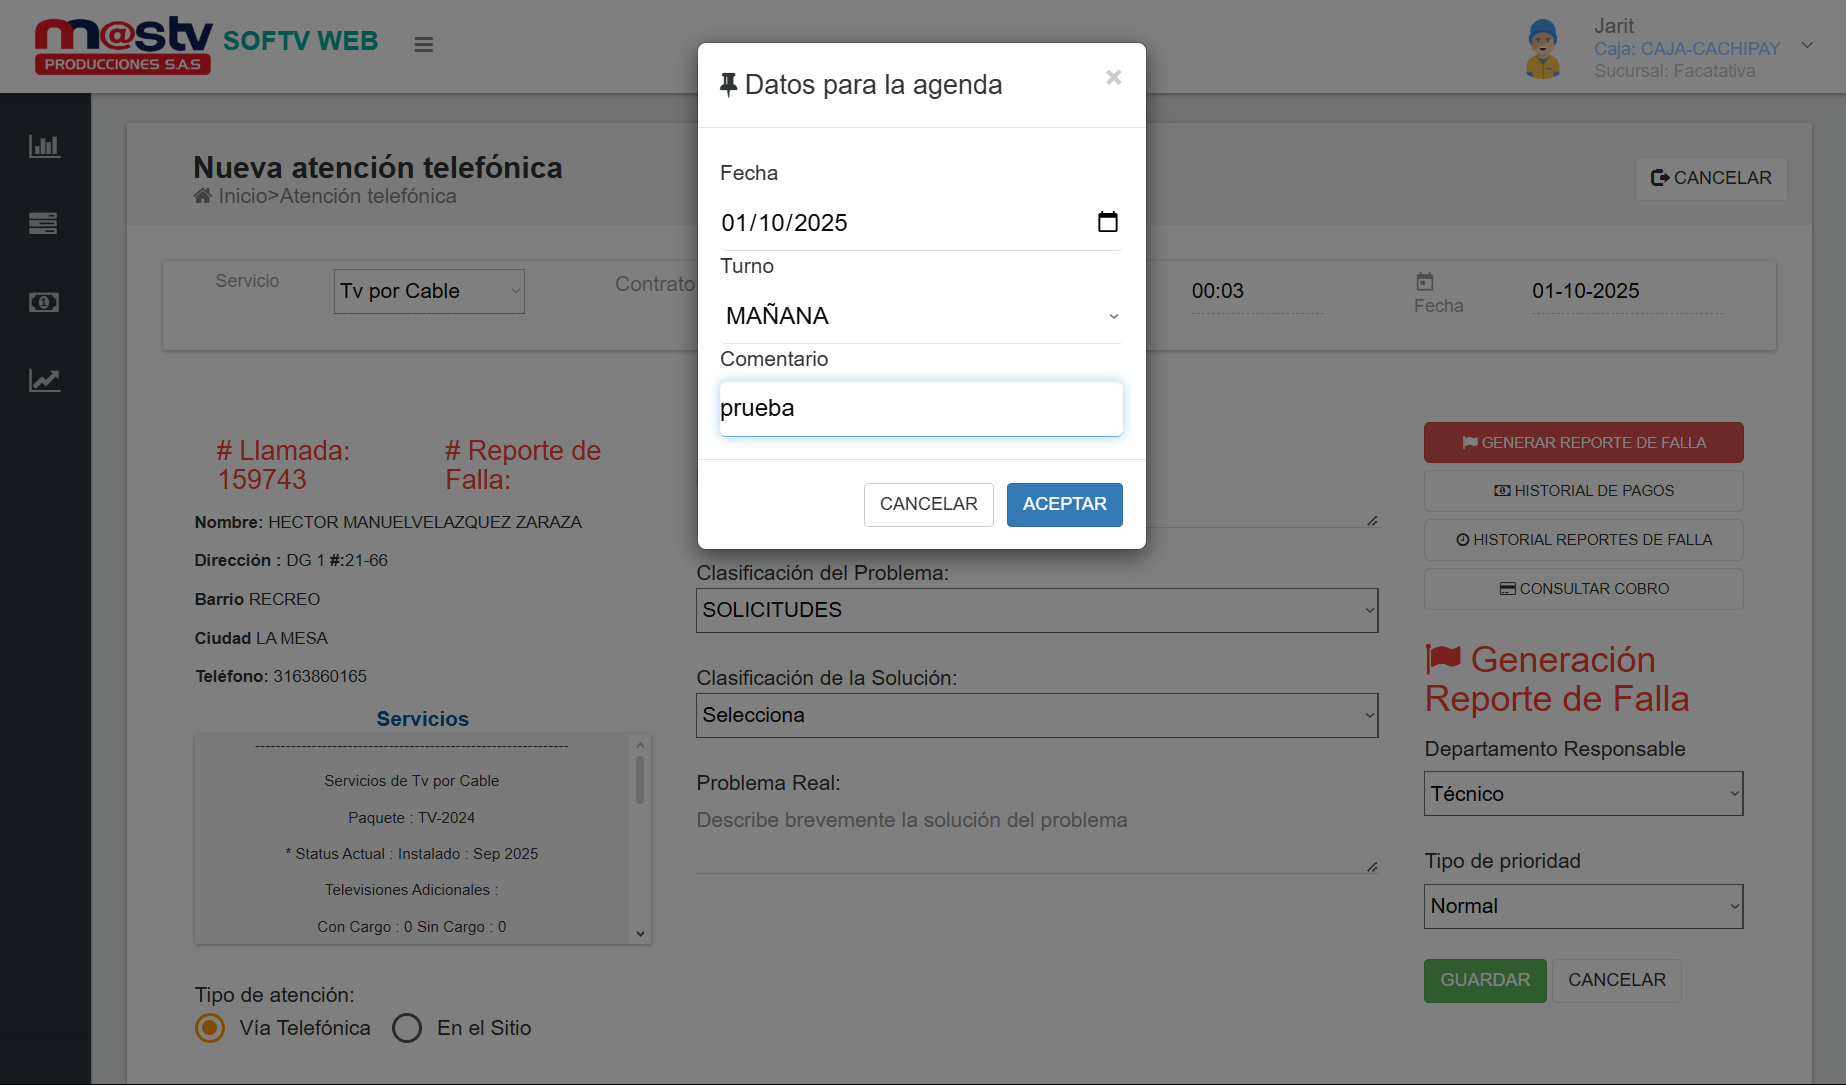 m@stv
PRODUCCIONES S.A.S
SOFTV WEB
Jarit
Caja: CAJA-CACHIPAY
Sucursal: Facatativa
Datos para la agenda
×
Fecha
01/10/2025
Turno
MAÑANA
Comentario
prueba
CANCELAR
ACEPTAR
Nueva atención telefónica
Inicio>Atención telefónica
CANCELAR
Servicio
Tv por Cable
Contrato
00:03
Fecha
01-10-2025
# Llamada:
159743
# Reporte de
Falla:
Nombre: HECTOR MANUELVELAZQUEZ ZARAZA
Dirección : DG 1 #:21-66
Barrio RECREO
Ciudad LA MESA
Teléfono: 3163860165
Servicios
------------------------------------------------------------
Servicios de Tv por Cable
Paquete : TV-2024
* Status Actual : Instalado : Sep 2025
Televisiones Adicionales :
Con Cargo : 0 Sin Cargo : 0
Tipo de atención:
Vía Telefónica
En el Sitio
Clasificación del Problema:
SOLICITUDES
Clasificación de la Solución:
Selecciona
Problema Real:
Describe brevemente la solución del problema
GENERAR REPORTE DE FALLA
HISTORIAL DE PAGOS
HISTORIAL REPORTES DE FALLA
CONSULTAR COBRO
Generación
Reporte de Falla
Departamento Responsable
Técnico
Tipo de prioridad
Normal
GUARDAR
CANCELAR